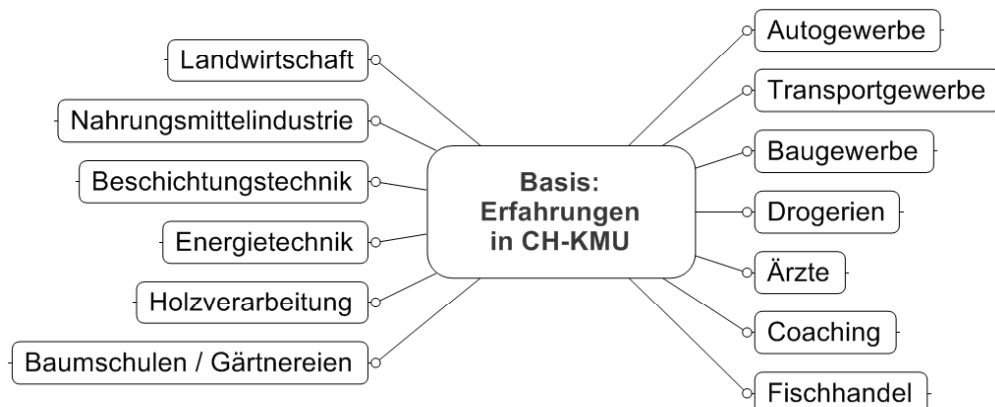 Landwirtschaft
Nahrungsmittelindustrie
Beschichtungstechnik
Energietechnik
Holzverarbeitung
Baumschulen / Gärtnereien
Basis:
Erfahrungen
in CH-KMU
Autogewerbe
Transportgewerbe
Baugewerbe
Drogerien
Ärzte
Coaching
Fischhandel